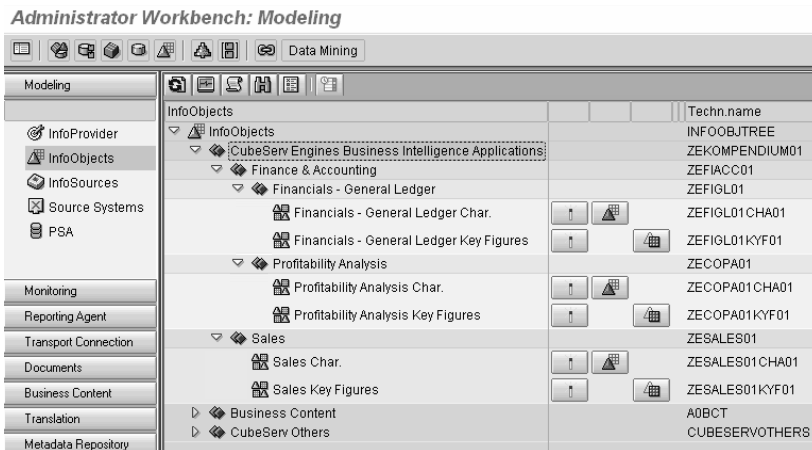 Administrator Workbench: Modeling
Data Mining
Modeling
InfoProvider
InfoObjects
InfoSources
Source Systems
PSA
Monitoring
Reporting Agent
Transport Connection
Documents
Business Content
Translation
Metadata Repository
InfoObjects Techn.name
InfoObjects INFOOBJTREE
CubeServ Engines Business Intelligence Applications ZEKOMPENDIUM01
Finance & Accounting ZEFIACC01
Financials - General Ledger ZEFIGL01
Financials - General Ledger Char. ZEFIGL01CHA01
Financials - General Ledger Key Figures ZEFIGL01KYF01
Profitability Analysis ZECOPA01
Profitability Analysis Char. ZECOPA01CHA01
Profitability Analysis Key Figures ZECOPA01KYF01
Sales ZESALES01
Sales Char. ZESALES01CHA01
Sales Key Figures ZESALES01KYF01
Business Content A0BCT
CubeServ Others CUBESERVOTHERS